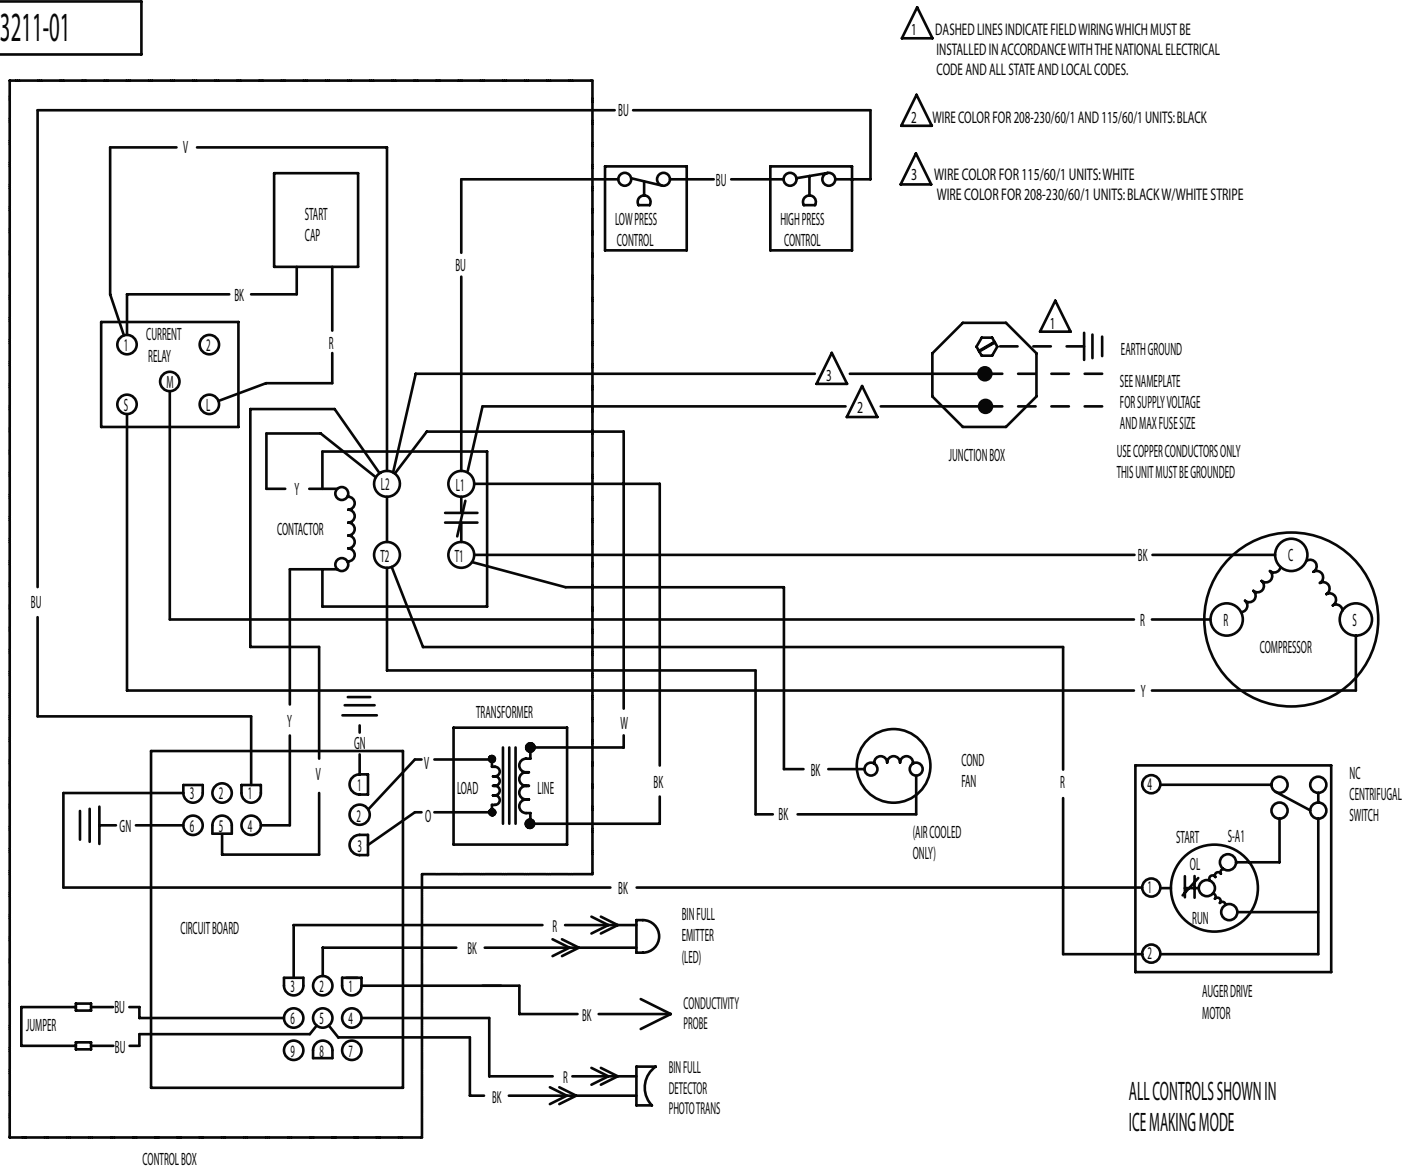 3211-01
1 DASHED LINES INDICATE FIELD WIRING WHICH MUST BE
INSTALLED IN ACCORDANCE WITH THE NATIONAL ELECTRICAL
CODE AND ALL STATE AND LOCAL CODES.
2 WIRE COLOR FOR 208-230/60/1 AND 115/60/1 UNITS: BLACK
3 WIRE COLOR FOR 115/60/1 UNITS: WHITE
WIRE COLOR FOR 208-230/60/1 UNITS: BLACK W/WHITE STRIPE
BU
V
START
CAP
BU
LOW PRESS
CONTROL
HIGH PRESS
CONTROL
BU
BK
CURRENT
RELAY
1
2
M
S
L
R
3
2
1
EARTH GROUND
SEE NAMEPLATE
FOR SUPPLY VOLTAGE
AND MAX FUSE SIZE
USE COPPER CONDUCTORS ONLY
THIS UNIT MUST BE GROUNDED
JUNCTION BOX
Y
CONTACTOR
L2
L1
T2
T1
BK
C
R
S
COMPRESSOR
R
Y
BU
Y
V
GN
TRANSFORMER
LOAD
LINE
V
O
W
BK
BK
BK
COND
FAN
(AIR COOLED
ONLY)
R
4
NC
CENTRIFUGAL
SWITCH
START
S-A1
OL
1
RUN
2
AUGER DRIVE
MOTOR
3 2 1
6 5 4
1
2
3
GN
BK
CIRCUIT BOARD
R
BK
BIN FULL
EMITTER
(LED)
3 2 1
6 5 4
9 8 7
BK
CONDUCTIVITY
PROBE
BU
JUMPER
BU
R
BK
BIN FULL
DETECTOR
PHOTO TRANS
ALL CONTROLS SHOWN IN
ICE MAKING MODE
CONTROL BOX